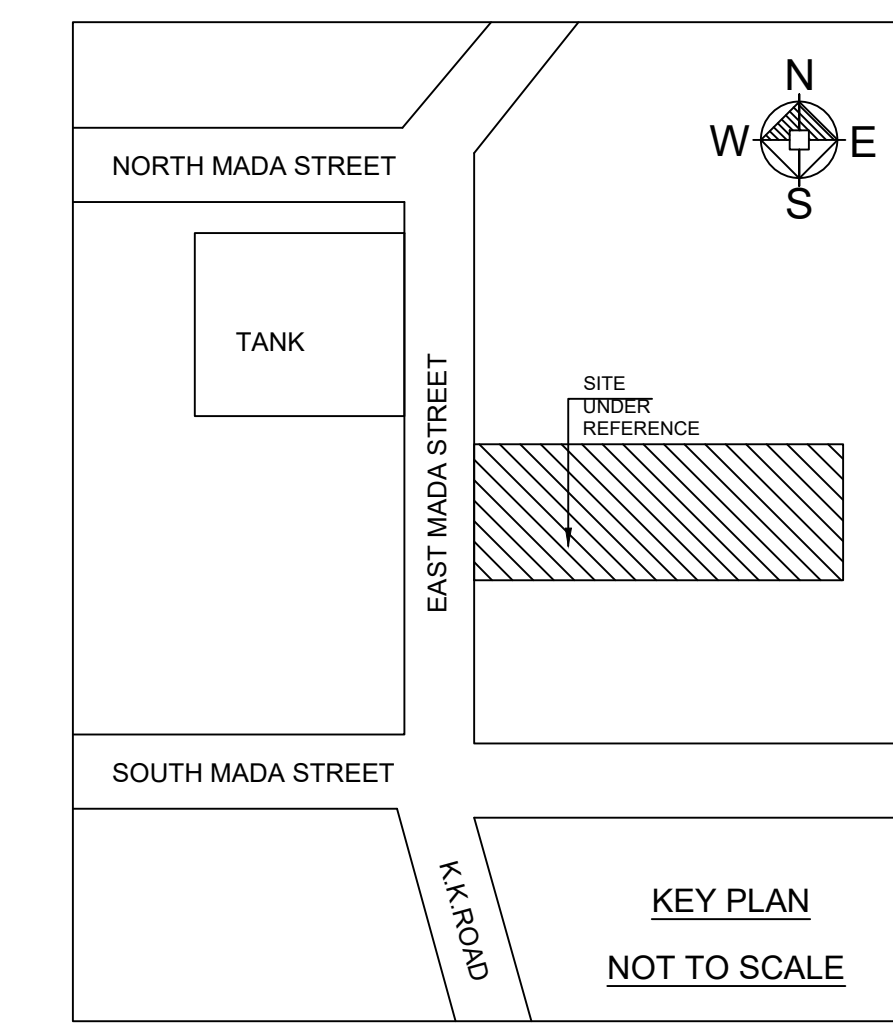 N
W E
S
NORTH MADA STREET
TANK
EAST MADA STREET
SITE
UNDER
REFERENCE
SOUTH MADA STREET
K.K.ROAD
KEY PLAN
NOT TO SCALE